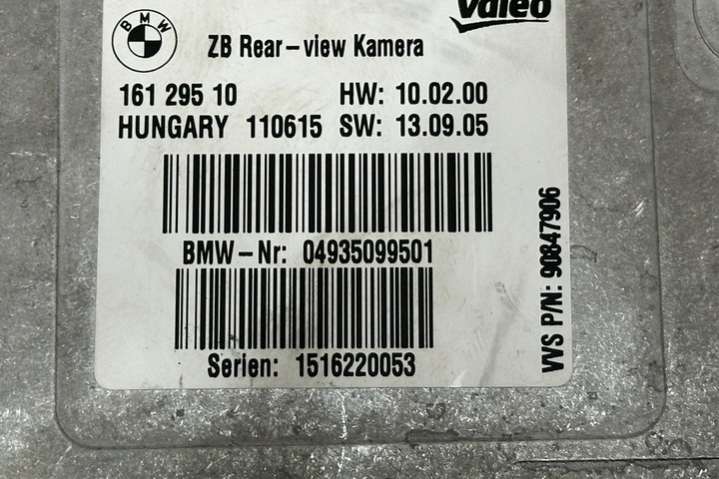 Valeo
BMW
ZB Rear-view Kamera
161 295 10 HW: 10.02.00
HUNGARY 110615 SW: 13.09.05
BMW-Nr: 04935099501
Serien: 1516220053
VVS P/N: 90847906